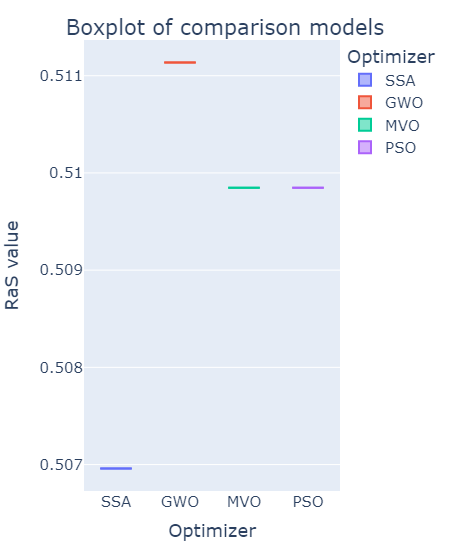 Boxplot of comparison models
Optimizer
SSA
GWO
MVO
PSO
0.511
0.51
0.509
0.508
0.507
RaS value
SSA GWO MVO PSO
Optimizer